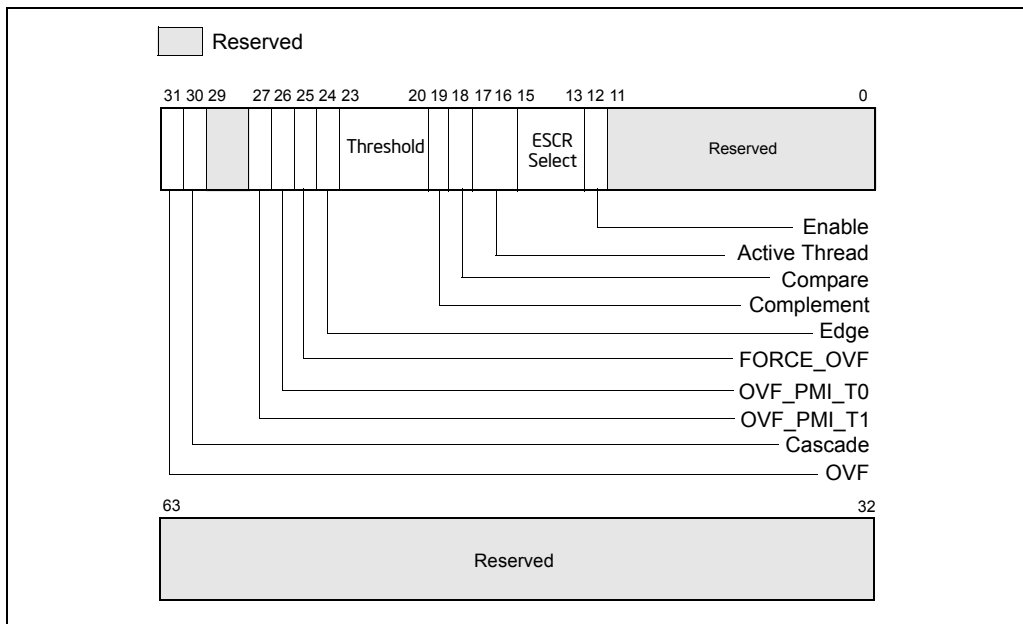 Reserved
31 30 29 27 26 25 24 23 20 19 18 17 16 15 13 12 11 0
Threshold
ESCR
Select
Reserved
Enable
Active Thread
Compare
Complement
Edge
FORCE_OVF
OVF_PMI_T0
OVF_PMI_T1
Cascade
OVF
63 32
Reserved